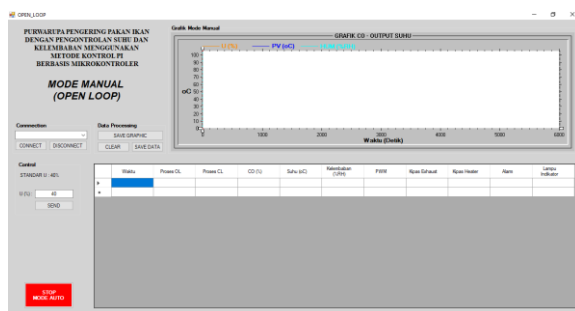 OPEN_LOOP
PURWARUPA PENGERING PAKAN IKAN
DENGAN PENGONTROLAN SUHU DAN
KELEMBABAN MENGGUNAKAN
METODE KONTROL PI
BERBASIS MIKROKONTROLER
MODE MANUAL
(OPEN LOOP)
Connection
CONNECT DISCONNECT
Data Processing
SAVE GRAPHIC
CLEAR SAVE DATA
Grafik Mode Manual
GRAFIK CO - OUTPUT SUHU
PV (oC)
oC
100
90
80
70
60
50
40
30
20
10
0
0 1000 2000 3000 4000 5000 6000
Waktu (Detik)
Control
STANDAR U : 40%
U (%) : 40
SEND
STOP
MODE AUTO
Waktu Proses OL Proses CL CO (%) Suhu (oC) Kelembaban (%RH) PWM Kipas Exhaust Kipas Heater Alarm Lampu Indikator